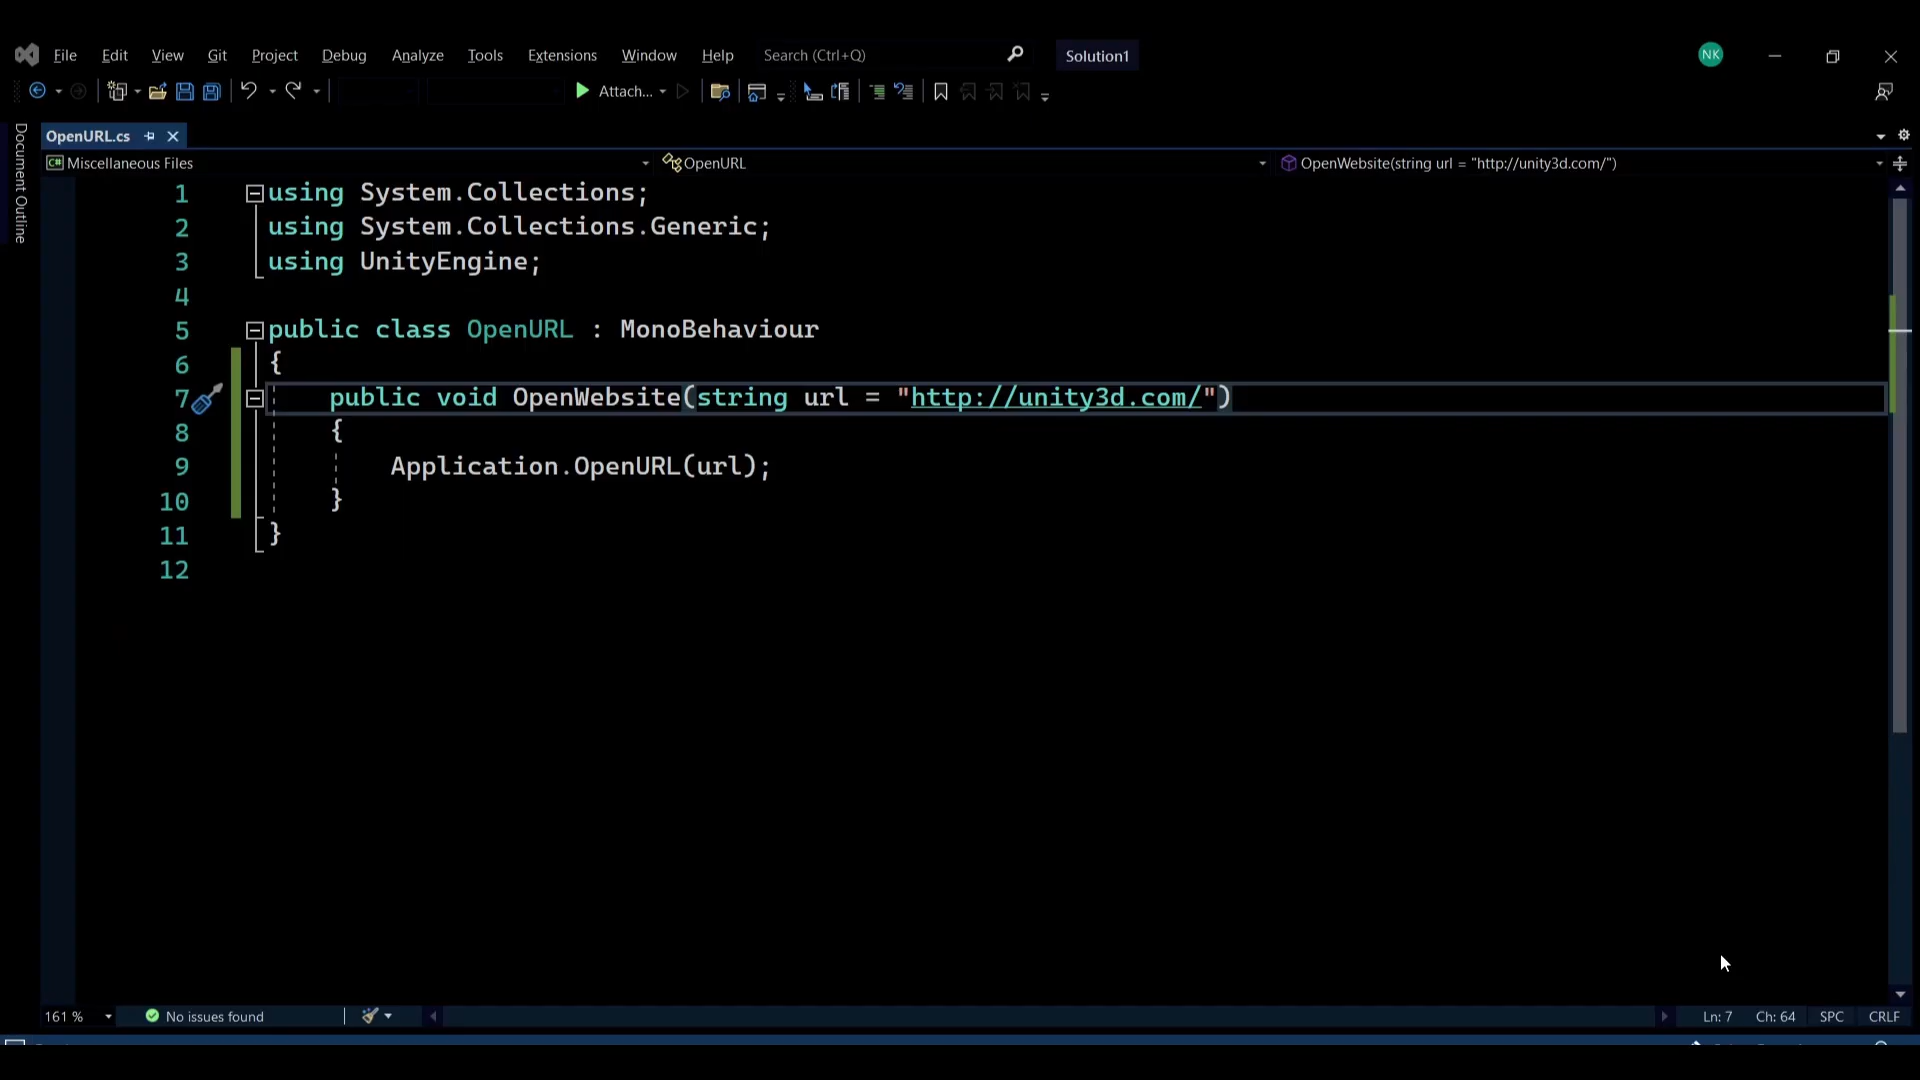 File Edit View Git Project Debug Analyze Tools Extensions Window Help Search (Ctrl+Q) Solution1 NK
Attach...
Document Outline
OpenURL.cs
C# Miscellaneous Files OpenURL OpenWebsite(string url = "http://unity3d.com/")
1 using System.Collections;
2 using System.Collections.Generic;
3 using UnityEngine;
4
5 public class OpenURL : MonoBehaviour
6 {
7 public void OpenWebsite(string url = "http://unity3d.com/")
8 {
9 Application.OpenURL(url);
10 }
11 }
12
161 % No issues found Ln: 7 Ch: 64 SPC CRLF